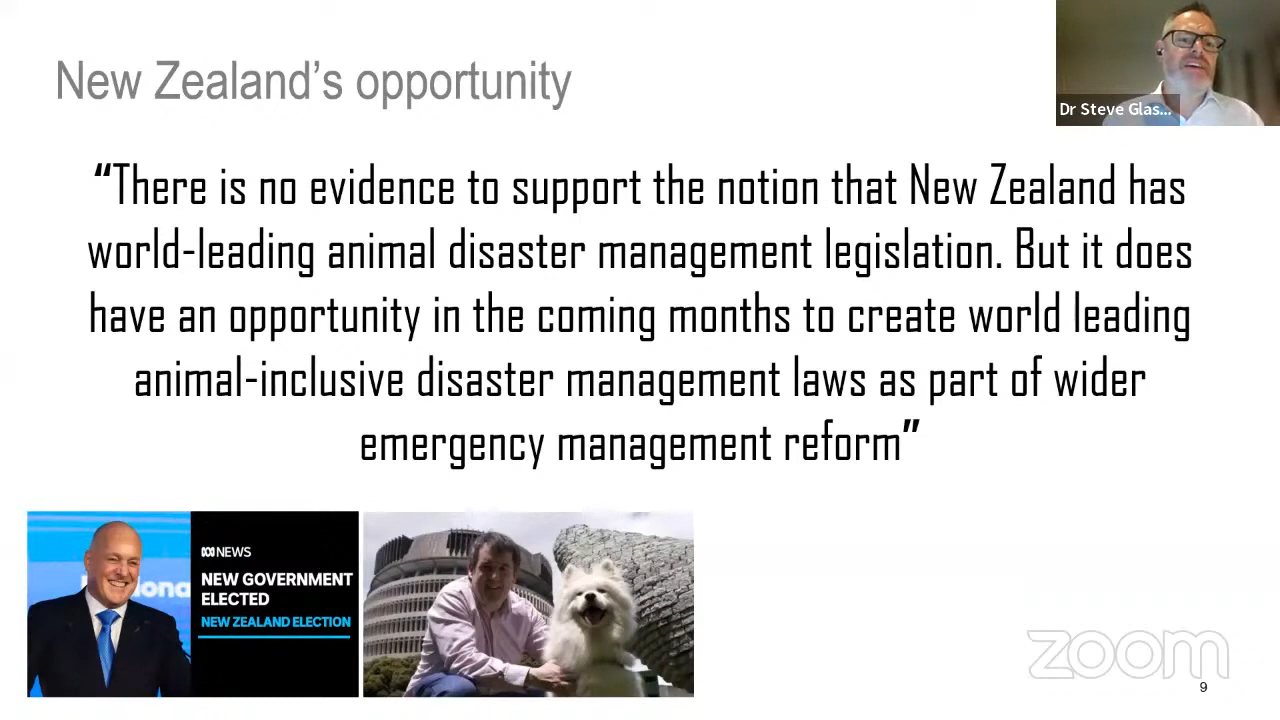 New Zealand’s opportunity
Dr Steve Glas...
“There is no evidence to support the notion that New Zealand has
world-leading animal disaster management legislation. But it does
have an opportunity in the coming months to create world leading
animal-inclusive disaster management laws as part of wider
emergency management reform”
NEWS
NEW GOVERNMENT
ELECTED
NEW ZEALAND ELECTION
zoom
9